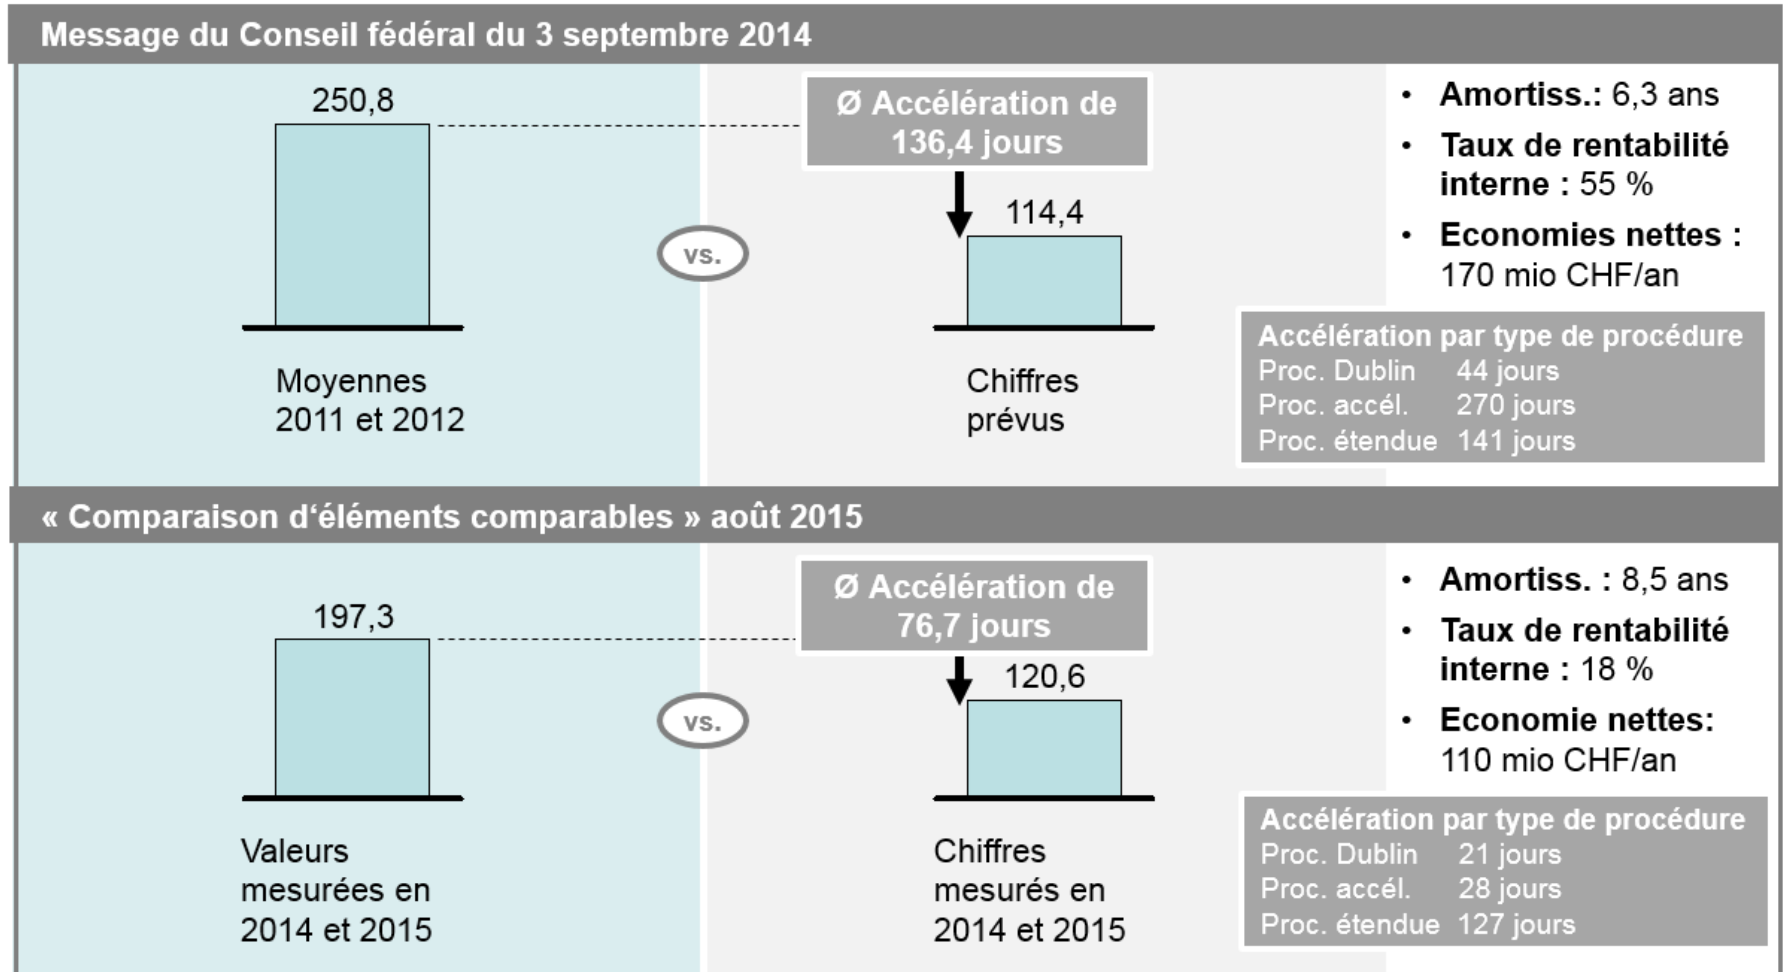 Message du Conseil fédéral du 3 septembre 2014
250,8
Moyennes
2011 et 2012
vs.
Ø Accélération de
136,4 jours
114,4
Chiffres
prévus
• Amortiss.: 6,3 ans
• Taux de rentabilité
interne : 55 %
• Economies nettes :
170 mio CHF/an
Accélération par type de procédure
Proc. Dublin 44 jours
Proc. accél. 270 jours
Proc. étendue 141 jours
« Comparaison d‘éléments comparables » août 2015
197,3
Valeurs
mesurées en
2014 et 2015
vs.
Ø Accélération de
76,7 jours
120,6
Chiffres
mesurés en
2014 et 2015
• Amortiss. : 8,5 ans
• Taux de rentabilité
interne : 18 %
• Economie nettes:
110 mio CHF/an
Accélération par type de procédure
Proc. Dublin 21 jours
Proc. accél. 28 jours
Proc. étendue 127 jours